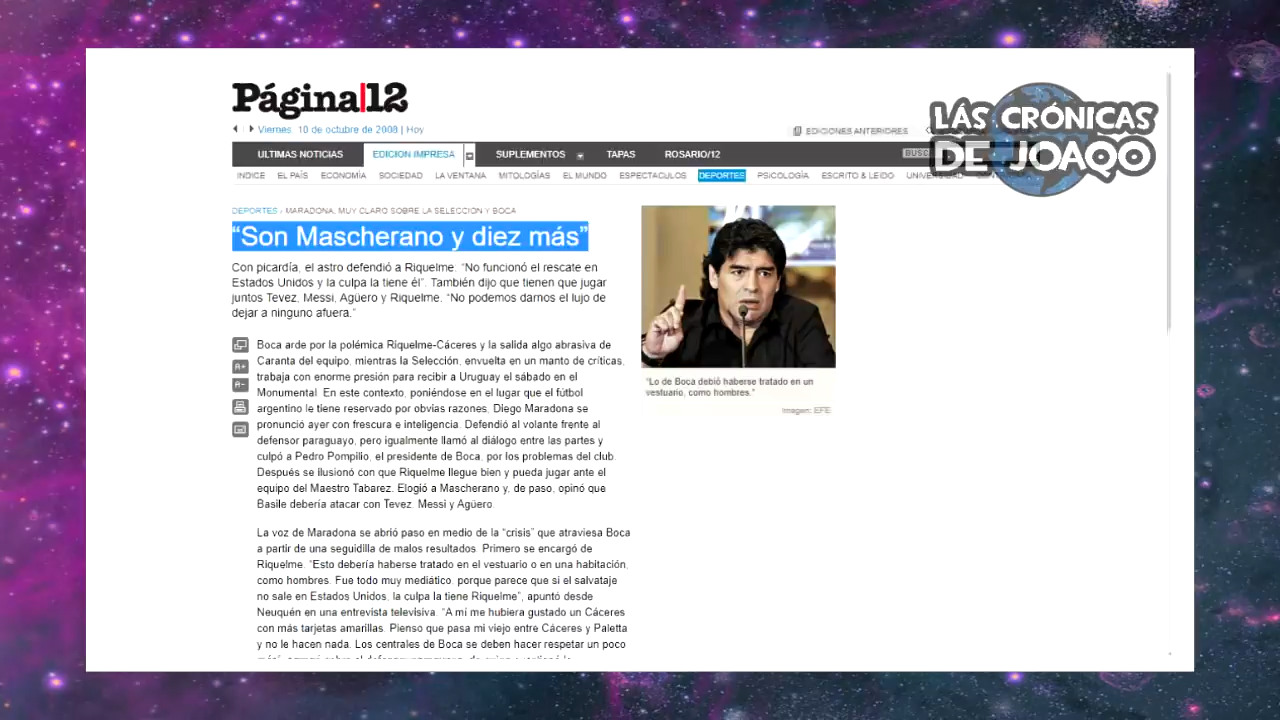 Página|12
LÁS CRÓNICAS
DE JOAQO
Viernes, 10 de octubre de 2008 | Hoy
EDICIONES ANTERIORES
ULTIMAS NOTICIAS EDICION IMPRESA SUPLEMENTOS TAPAS ROSARIO/12
INDICE EL PAÍS ECONOMÍA SOCIEDAD LA VENTANA MITOLOGÍAS EL MUNDO ESPECTACULOS DEPORTES PSICOLOGÍA ESCRITO & LEIDO
DEPORTES › MARADONA, MUY CLARO SOBRE LA SELECCION Y BOCA
“Son Mascherano y diez más”
Con picardía, el astro defendió a Riquelme. “No funcionó el rescate en
Estados Unidos y la culpa la tiene él”. También dijo que tienen que jugar
juntos Tevez, Messi, Agüero y Riquelme. “No podemos darnos el lujo de
dejar a ninguno afuera.”
Boca arde por la polémica Riquelme-Cáceres y la salida algo abrasiva de
Caranta del equipo, mientras la Selección, envuelta en un manto de críticas,
trabaja con enorme presión para recibir a Uruguay el sábado en el
Monumental. En este contexto, poniéndose en el lugar que el fútbol
argentino le tiene reservado por obvias razones, Diego Maradona se
pronunció ayer con frescura e inteligencia. Defendió al volante frente al
defensor paraguayo, pero igualmente llamó al diálogo entre las partes y
culpó a Pedro Pompilio, el presidente de Boca, por los problemas del club.
Después se ilusionó con que Riquelme llegue bien y pueda jugar ante el
equipo del Maestro Tabarez. Elogió a Mascherano y, de paso, opinó que
Basile debería atacar con Tevez, Messi y Agüero.
La voz de Maradona se abrió paso en medio de la “crisis” que atraviesa Boca
a partir de una seguidilla de malos resultados. Primero se encargó de
Riquelme. “Esto debería haberse tratado en el vestuario o en una habitación,
como hombres. Fue todo muy mediático, porque parece que si el salvataje
no sale en Estados Unidos, la culpa la tiene Riquelme”, apuntó desde
Neuquén en una entrevista televisiva. “A mí me hubiera gustado un Cáceres
con más tarjetas amarillas. Pienso que pasa mi viejo entre Cáceres y Paletta
y no le hacen nada. Los centrales de Boca se deben hacer respetar un poco
“Lo de Boca debió haberse tratado en un
vestuario, como hombres.”
Imagen: EFE
A+
A-